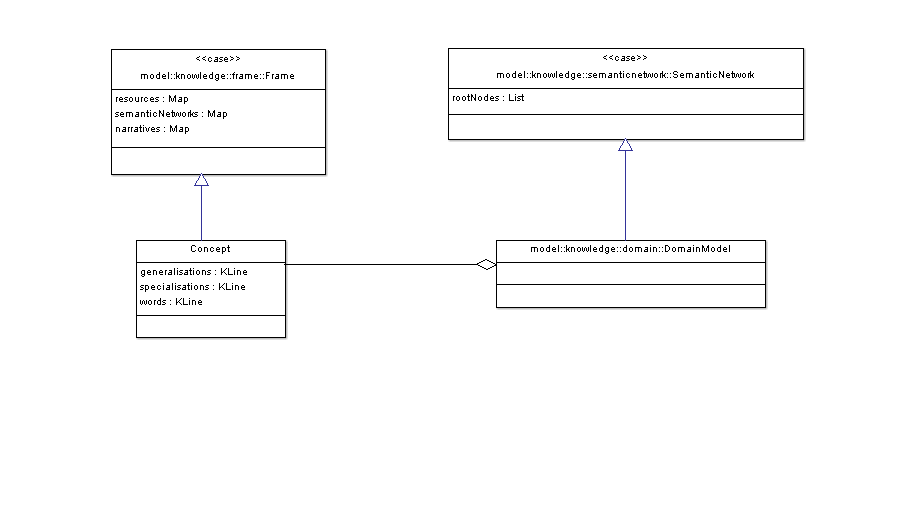 <<case>>
model::knowledge::frame::Frame
resources : Map
semanticNetworks : Map
narratives : Map
<<case>>
model::knowledge::semanticnetwork::SemanticNetwork
rootNodes : List
Concept
generalisations : KLine
specialisations : KLine
words : KLine
model::knowledge::domain::DomainModel